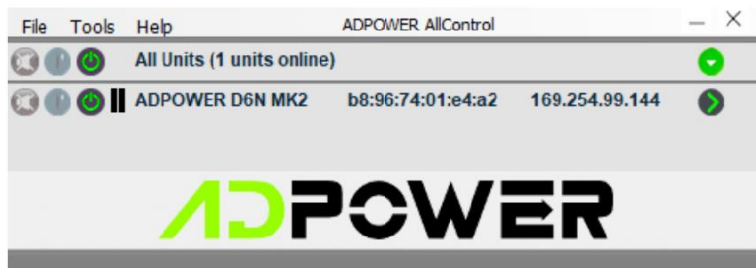 File Tools Help ADPOWER AllControl
All Units (1 units online)
ADPOWER D6N MK2 b8:96:74:01:e4:a2 169.254.99.144
ADPOWER